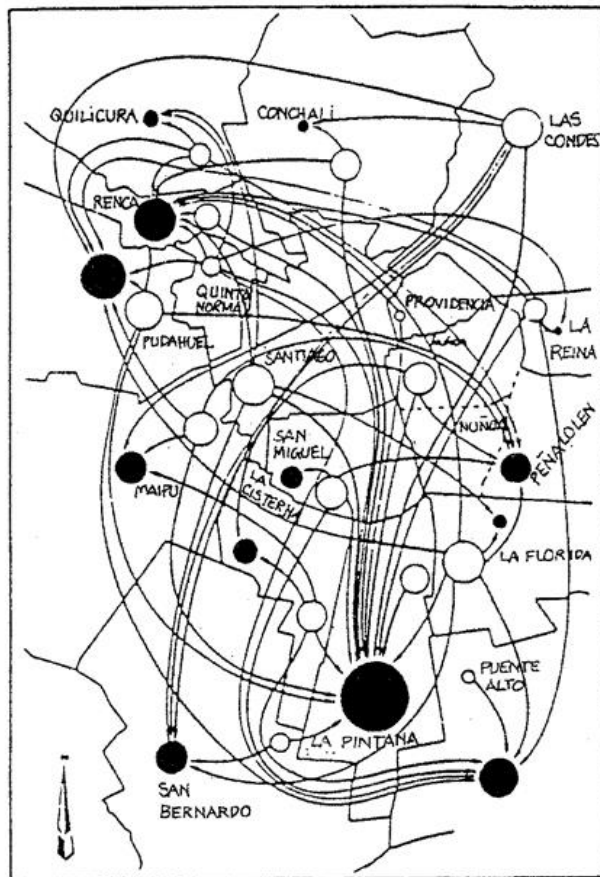 QUILICURA
CONCHALÍ
LAS
CONDES
RENCA
QUINTA
NORMAL
PROVIDENCIA
LA
REINA
PUDAHUEL
SANTIAGO
ÑUÑOA
SAN
MIGUEL
PEÑALOLEN
MAIPU
LA
CISTERNA
LA FLORIDA
PUENTE
ALTO
LA PINTANA
SAN
BERNARDO